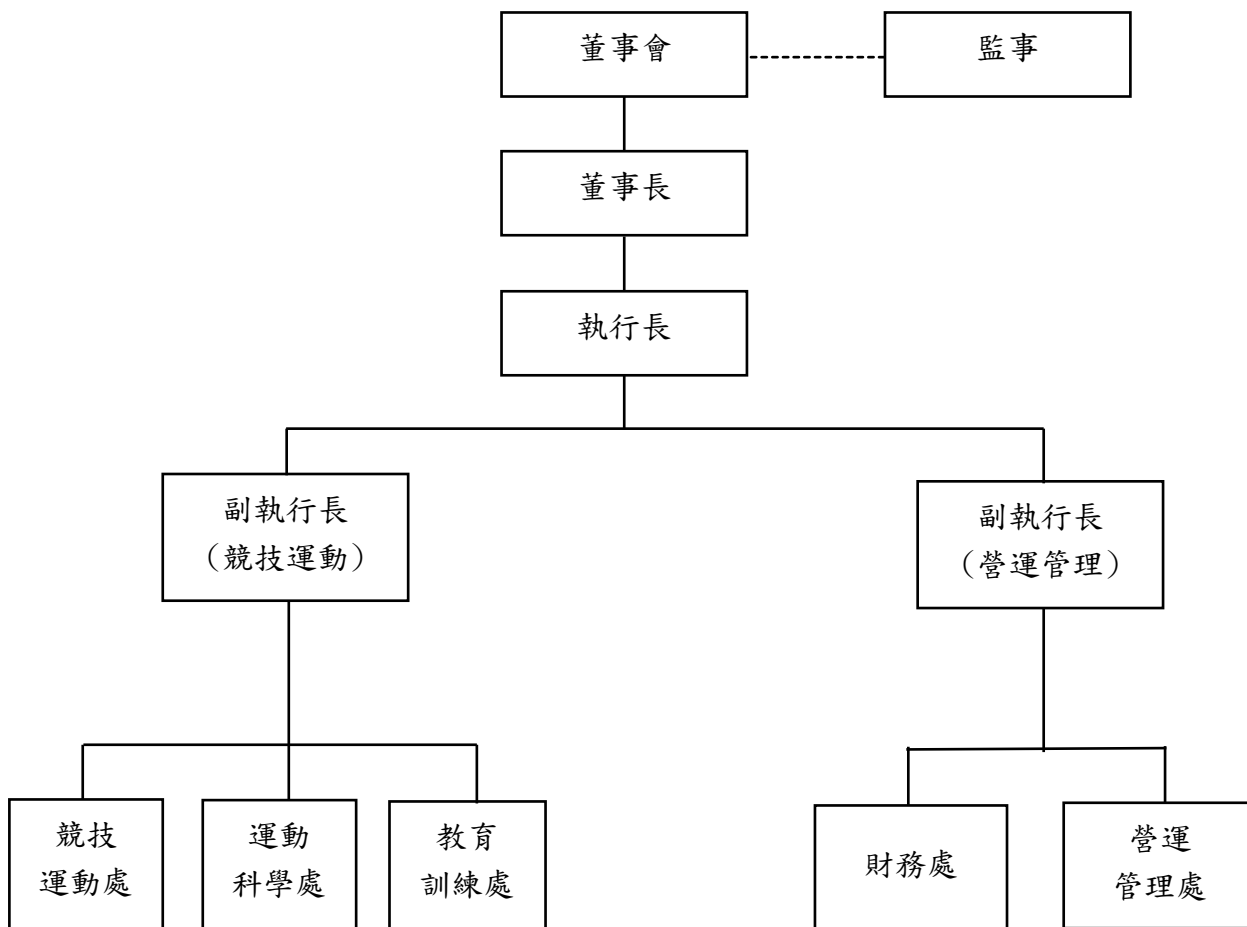 董事會
監事
董事長
執行長
副執行長
（競技運動）
副執行長
（營運管理）
競技
運動處
運動
科學處
教育
訓練處
財務處
營運
管理處